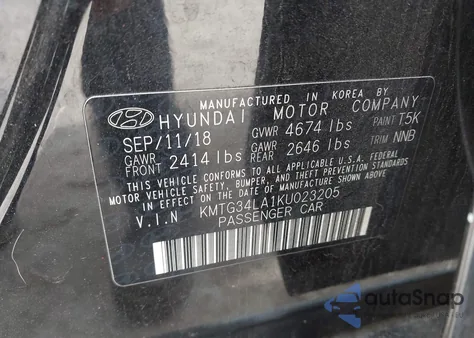 MANUFACTURED IN KOREA BY
HYUNDAI MOTOR COMPANY
SEP/11/18 GVWR 4674 lbs PAINT T5K
GAWR FRONT 2414 lbs GAWR REAR 2646 lbs TRIM NNB
THIS VEHICLE CONFORMS TO ALL APPLICABLE U.S.A. FEDERAL
MOTOR VEHICLE SAFETY, BUMPER, AND THEFT PREVENTION STANDARDS
IN EFFECT ON THE DATE OF MANUFACTURE SHOWN ABOVE.
V.I.N KMTG34LA1KU023205
PASSENGER CAR
autoSnap